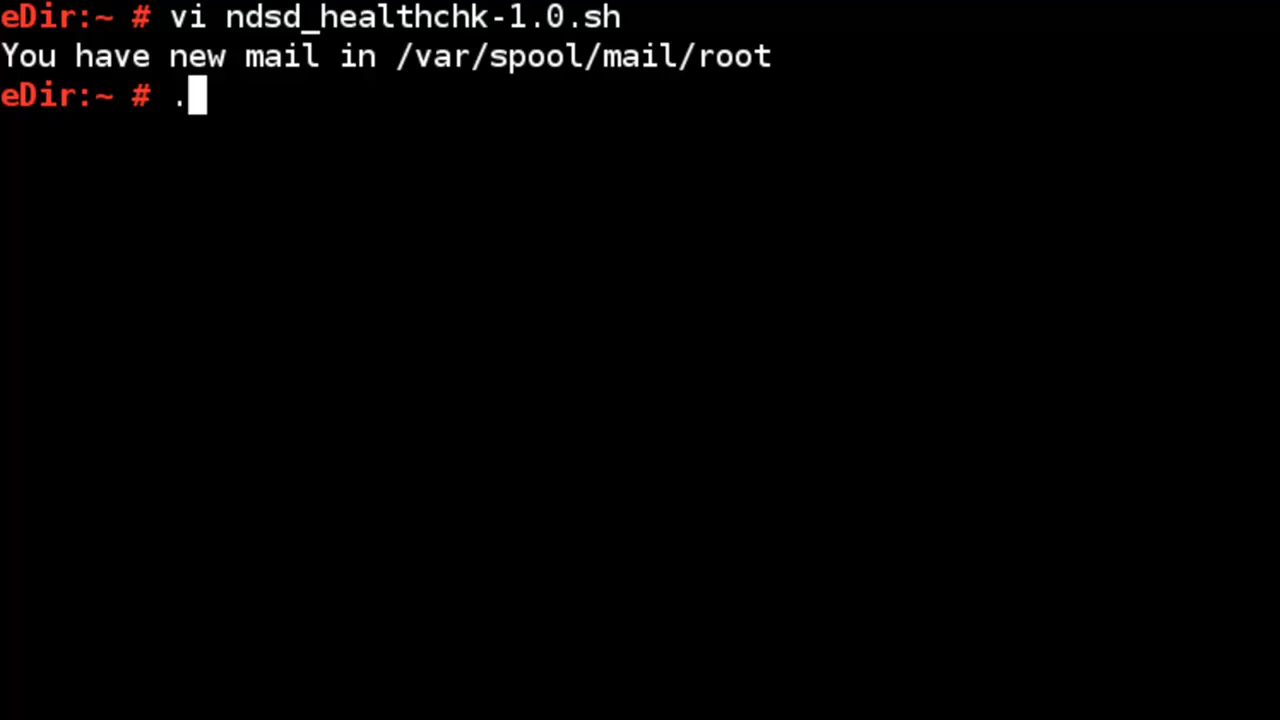 eDir:~ # vi ndsd_healthchk-1.0.sh
You have new mail in /var/spool/mail/root
eDir:~ # .